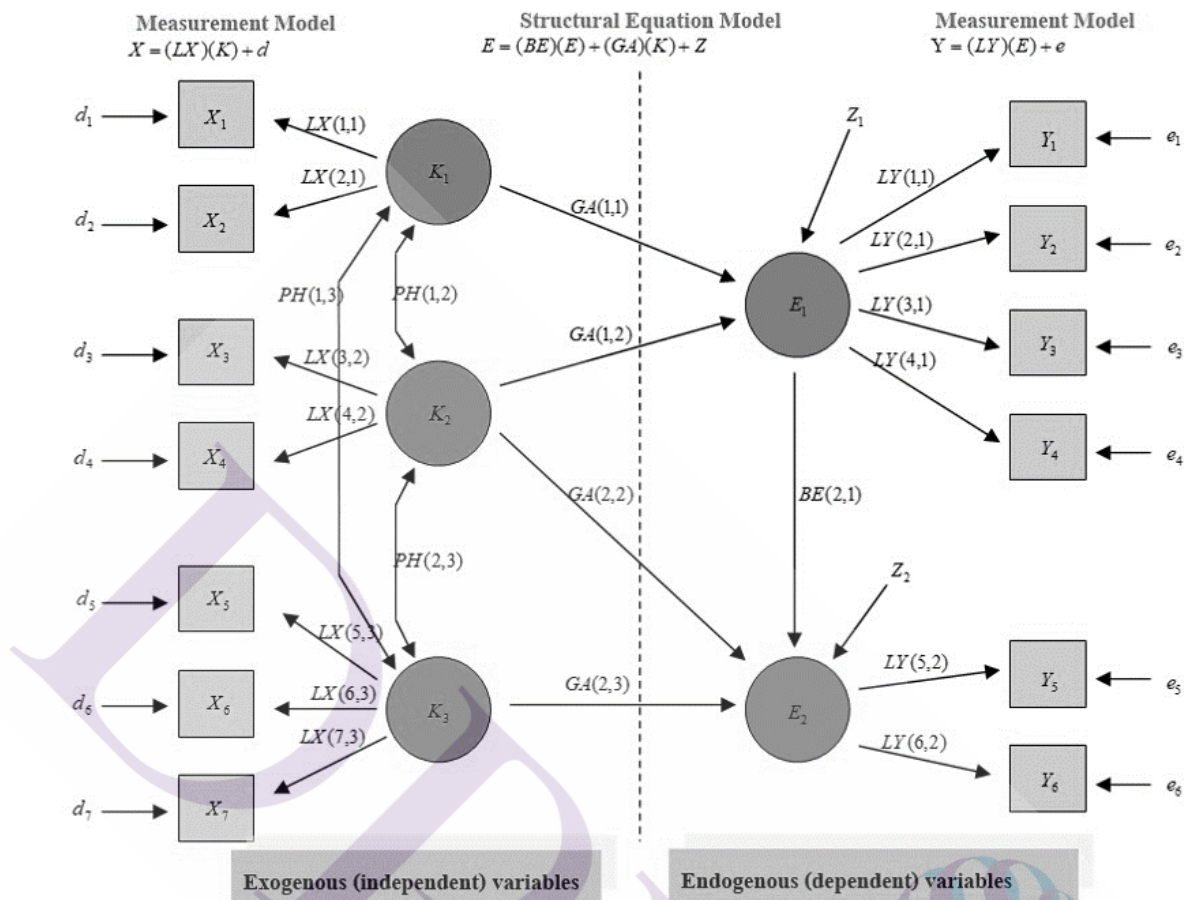 Measurement Model
X = (LX)(K) + d
Structural Equation Model
E = (BE)(E) + (GA)(K) + Z
Measurement Model
Y = (LY)(E) + e
d₁
X₁
LX(1,1)
d₂
X₂
LX(2,1)
K₁
PH(1,3)
PH(1,2)
d₃
X₃
LX(3,2)
d₄
X₄
LX(4,2)
K₂
PH(2,3)
d₅
X₅
LX(5,3)
d₆
X₆
LX(6,3)
d₇
X₇
LX(7,3)
K₃
GA(1,1)
GA(1,2)
GA(2,2)
GA(2,3)
Z₁
E₁
BE(2,1)
Z₂
E₂
LY(1,1)
Y₁
e₁
LY(2,1)
Y₂
e₂
LY(3,1)
Y₃
e₃
LY(4,1)
Y₄
e₄
LY(5,2)
Y₅
e₅
LY(6,2)
Y₆
e₆
Exogenous (independent) variables
Endogenous (dependent) variables